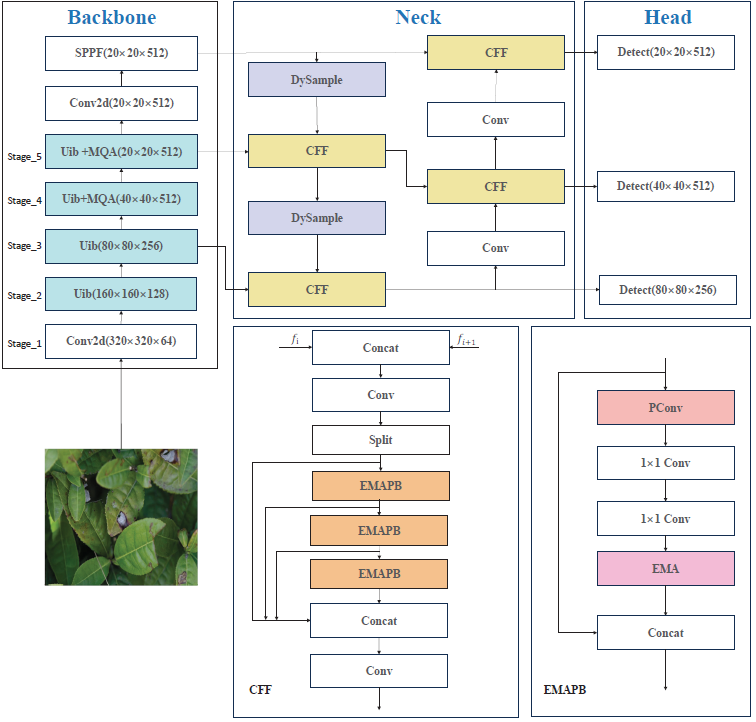 Backbone
SPPF(20×20×512)
Conv2d(20×20×512)
Stage_5
Uib +MQA(20×20×512)
Stage_4
Uib+MQA(40×40×512)
Stage_3
Uib(80×80×256)
Stage_2
Uib(160×160×128)
Stage_1
Conv2d(320×320×64)
Neck
DySample
CFF
DySample
CFF
CFF
Conv
CFF
Conv
Head
Detect(20×20×512)
Detect(40×40×512)
Detect(80×80×256)
fi
Concat
fi+1
Conv
Split
EMAPB
EMAPB
EMAPB
Concat
Conv
CFF
PConv
1×1 Conv
1×1 Conv
EMA
Concat
EMAPB